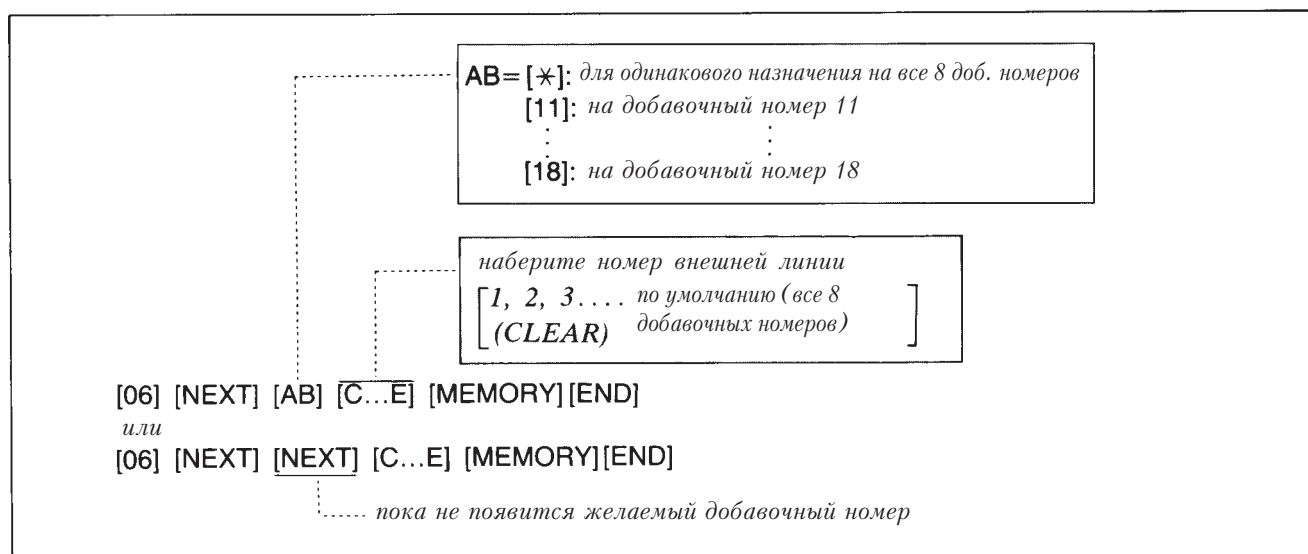 AB=[✳]: для одинакового назначения на все 8 доб. номеров
[11]: на добавочный номер 11
[18]: на добавочный номер 18
наберите номер внешней линии
1, 2, 3.... по умолчанию (все 8
(CLEAR) добавочных номеров)
[06] [NEXT] [AB] [C...E] [MEMORY] [END]
или
[06] [NEXT] [NEXT] [C...E] [MEMORY] [END]
пока не появится желаемый добавочный номер